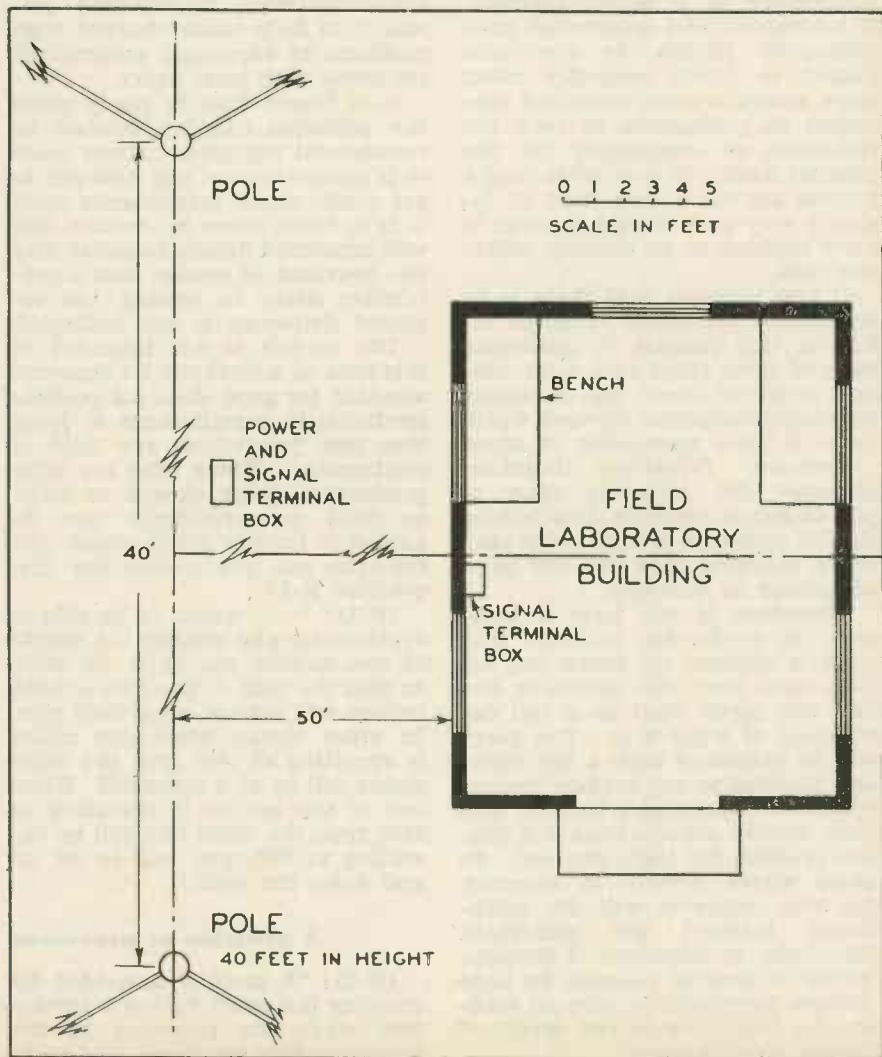 POLE
0 1 2 3 4 5
SCALE IN FEET
BENCH
POWER
AND
SIGNAL
TERMINAL
BOX
FIELD
LABORATORY
BUILDING
40'
SIGNAL
TERMINAL
BOX
50'
POLE
40 FEET IN HEIGHT